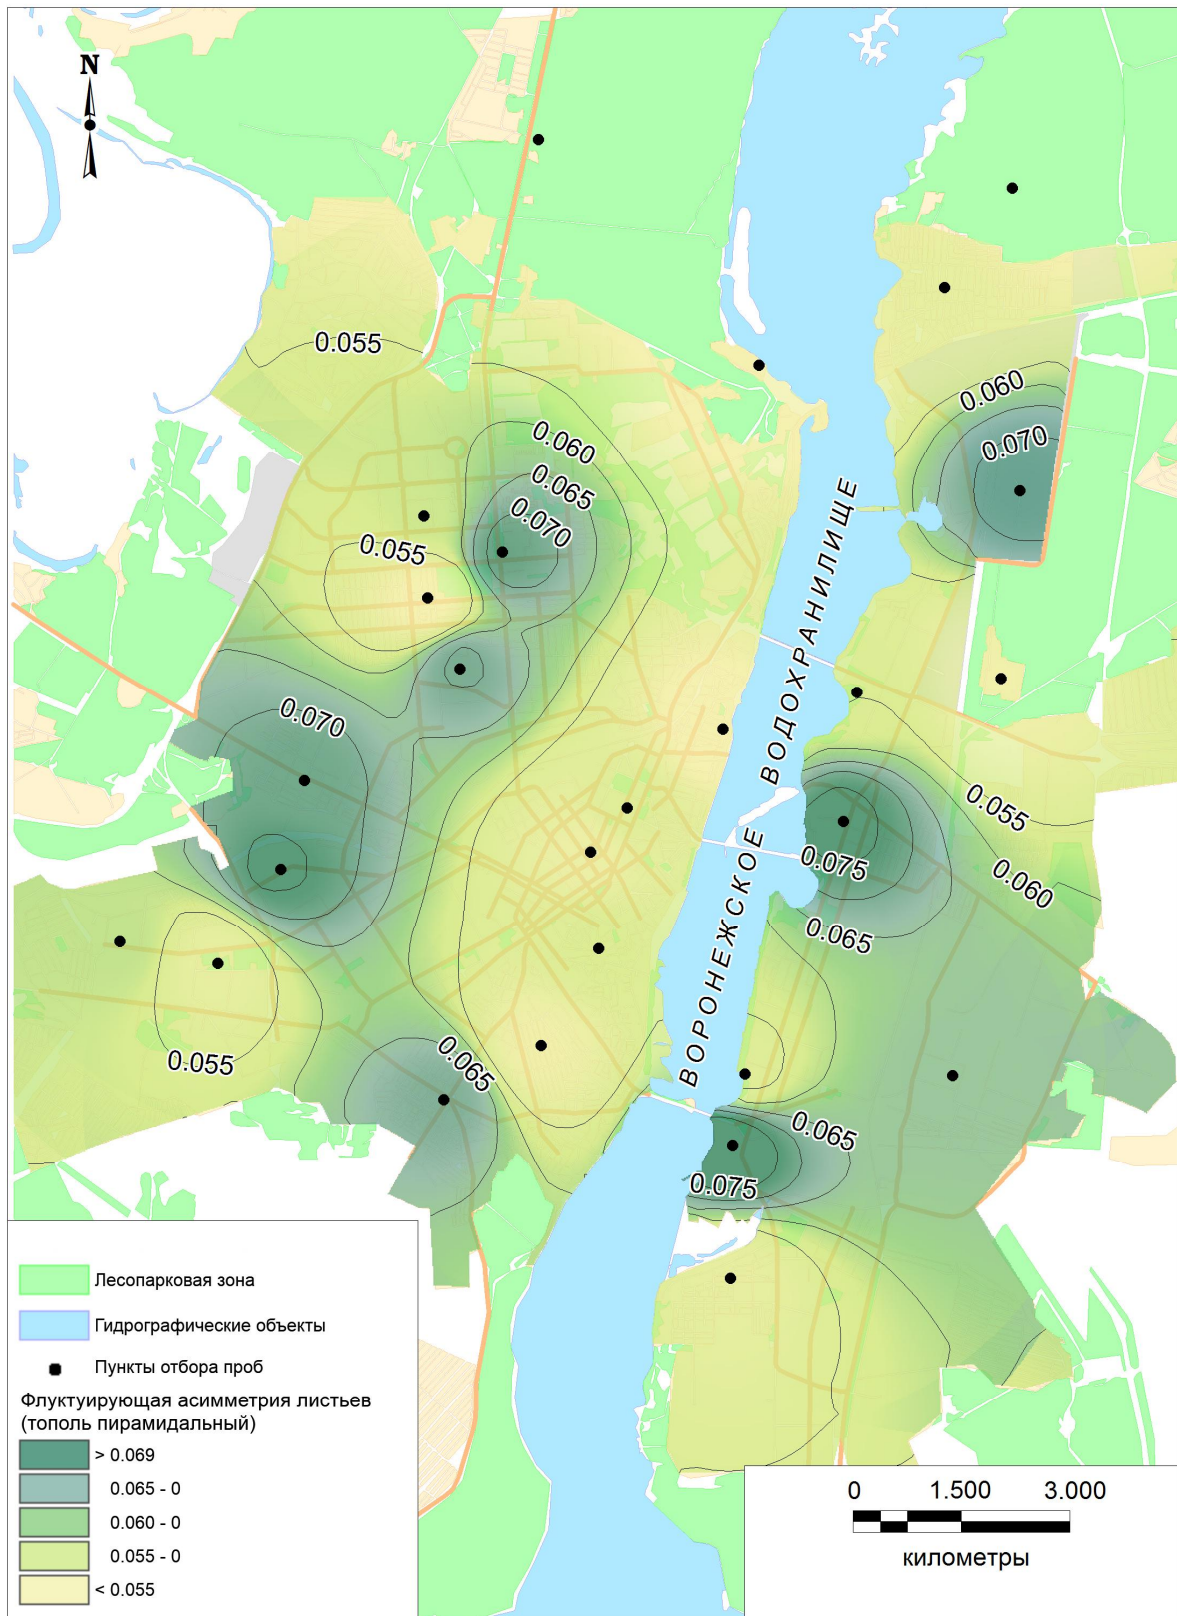 N
0.055
0.060
0.070
0.060
0.065
0.070
0.055
0.070
ВОРОНЕЖСКОЕ ВОДОХРАНИЛИЩЕ
0.055
0.075
0.060
0.065
0.065
0.055
0.065
0.075
Лесопарковая зона
Гидрографические объекты
Пункты отбора проб
Флуктуирующая асимметрия листьев
(тополь пирамидальный)
> 0.069
0.065 - 0
0.060 - 0
0.055 - 0
< 0.055
0 1.500 3.000
километры